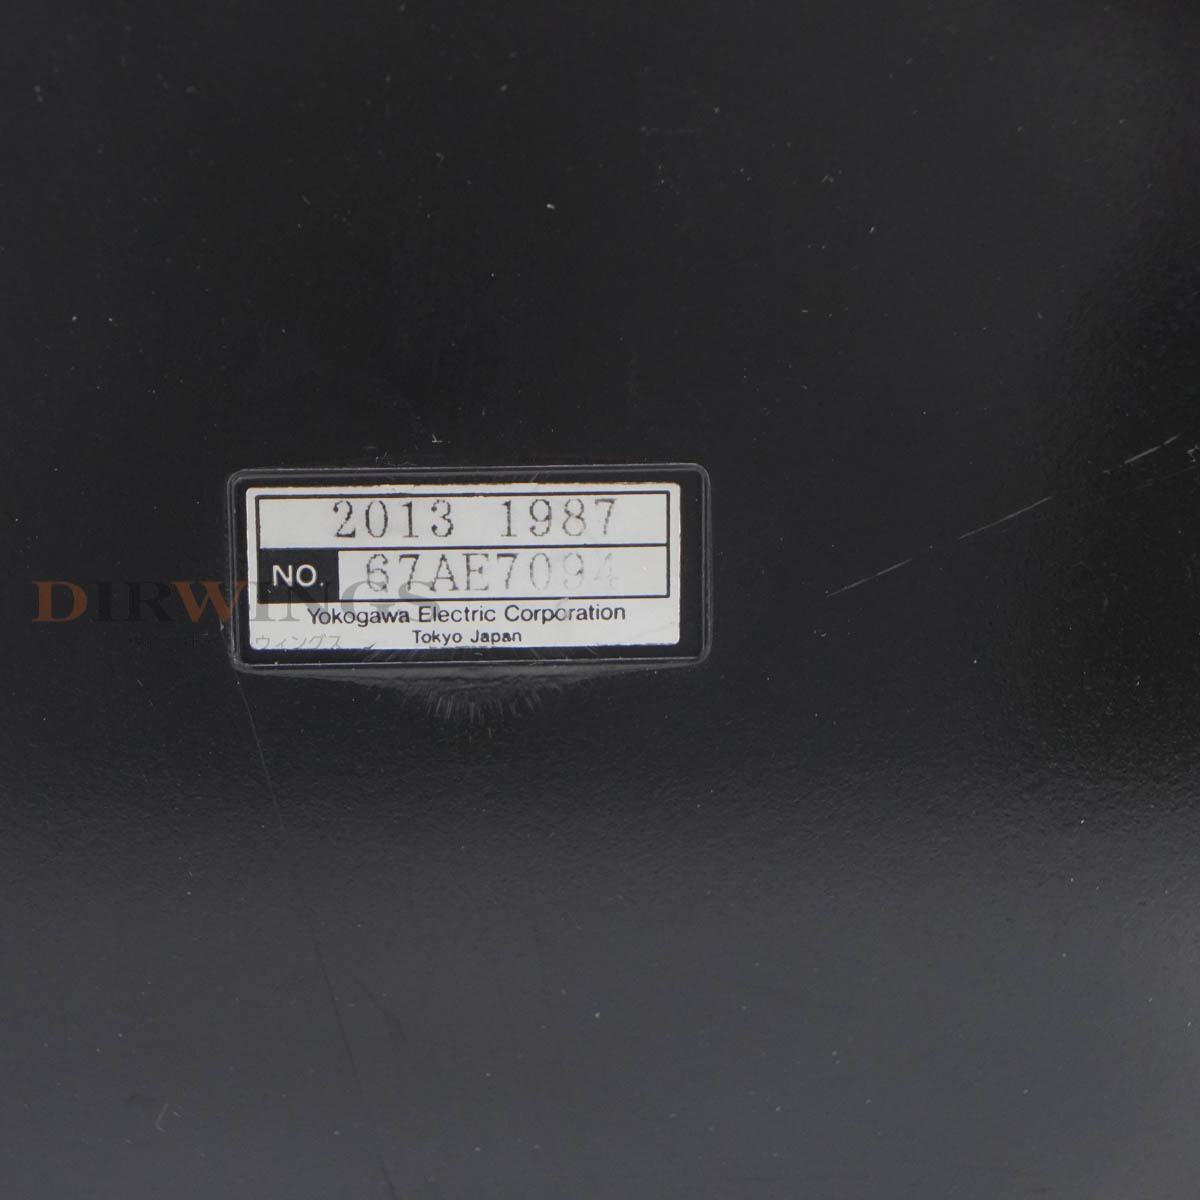 2013 1987
NO. 67AE7094
DIRWINGS
Yokogawa Electric Corporation
Tokyo Japan
ウィングス